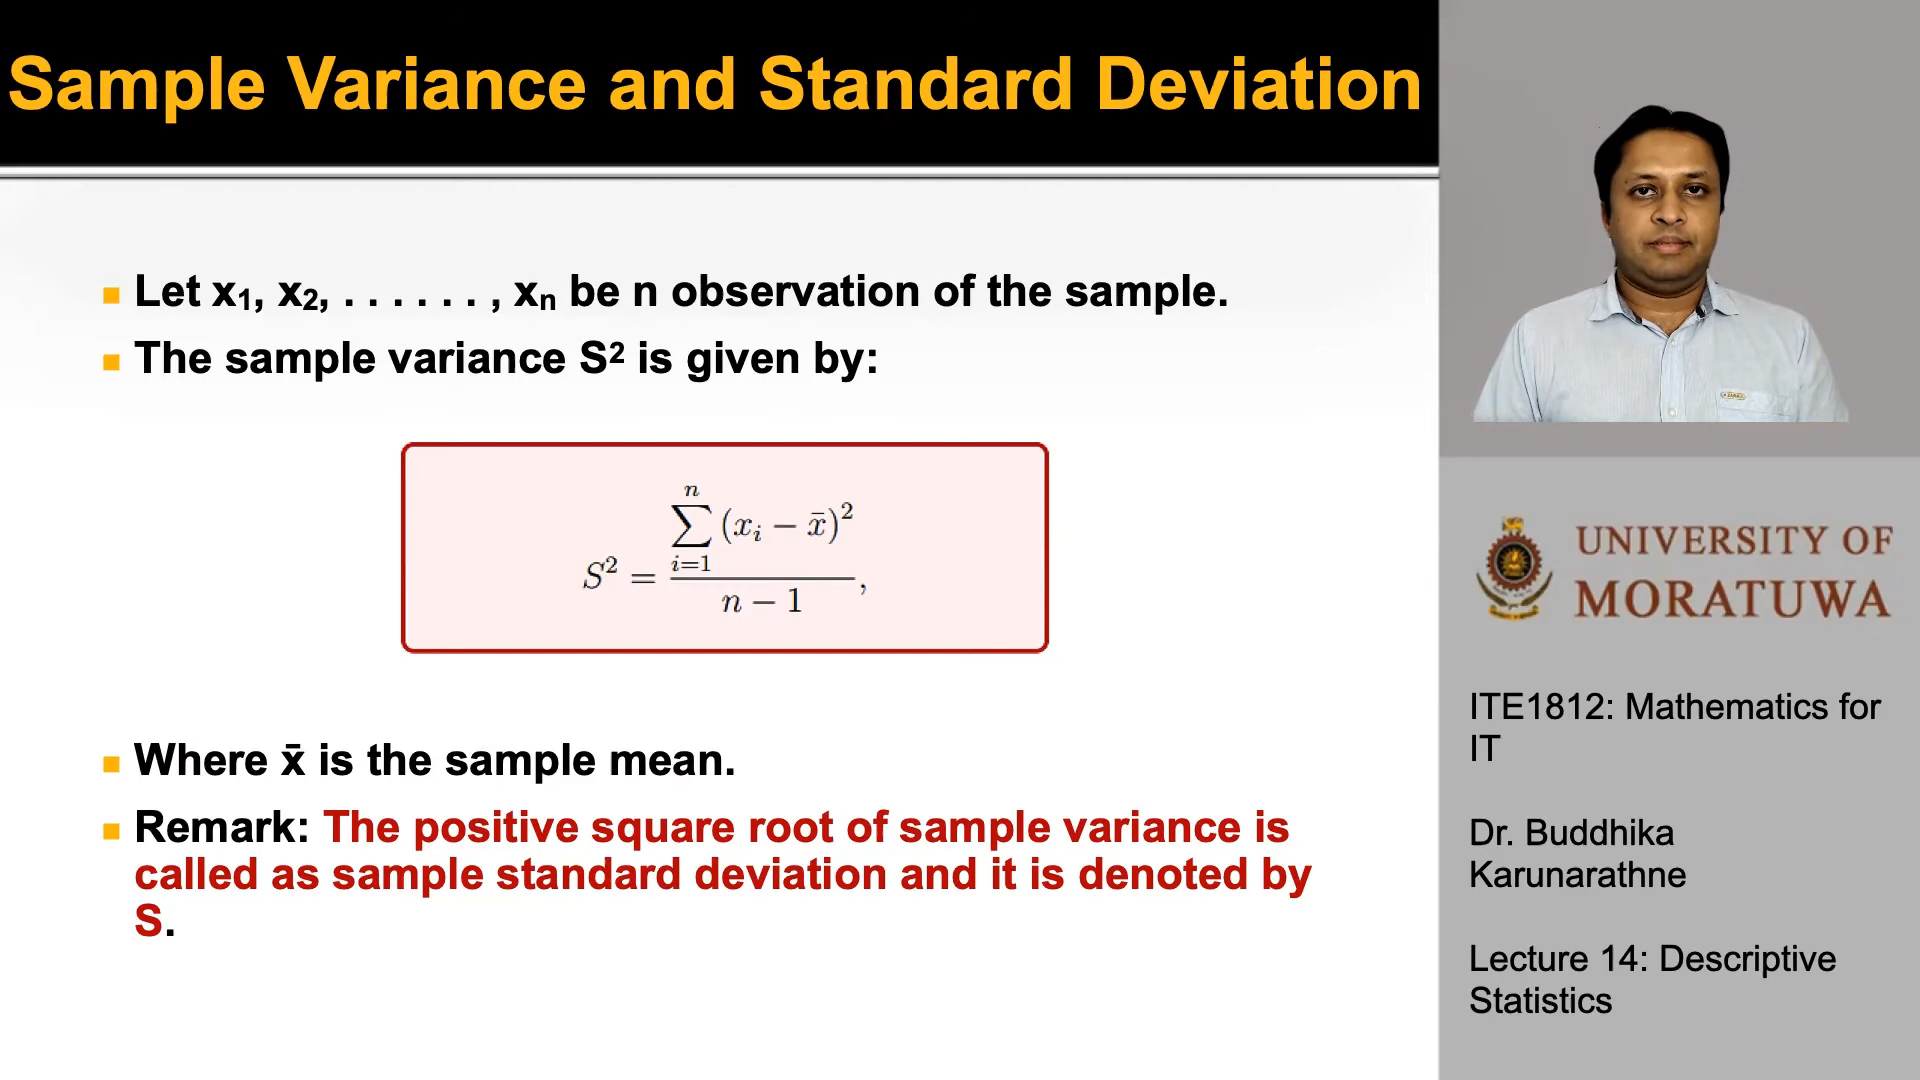 Sample Variance and Standard Deviation
Let x₁, x₂, . . . . . . , xₙ be n observation of the sample.
The sample variance S² is given by:
S² = \frac{\sum_{i=1}^{n} (x_i − x̄)²}{n − 1},
Where x̄ is the sample mean.
Remark: The positive square root of sample variance is
called as sample standard deviation and it is denoted by
S.
UNIVERSITY OF
MORATUWA
ITE1812: Mathematics for
IT
Dr. Buddhika
Karunarathne
Lecture 14: Descriptive
Statistics